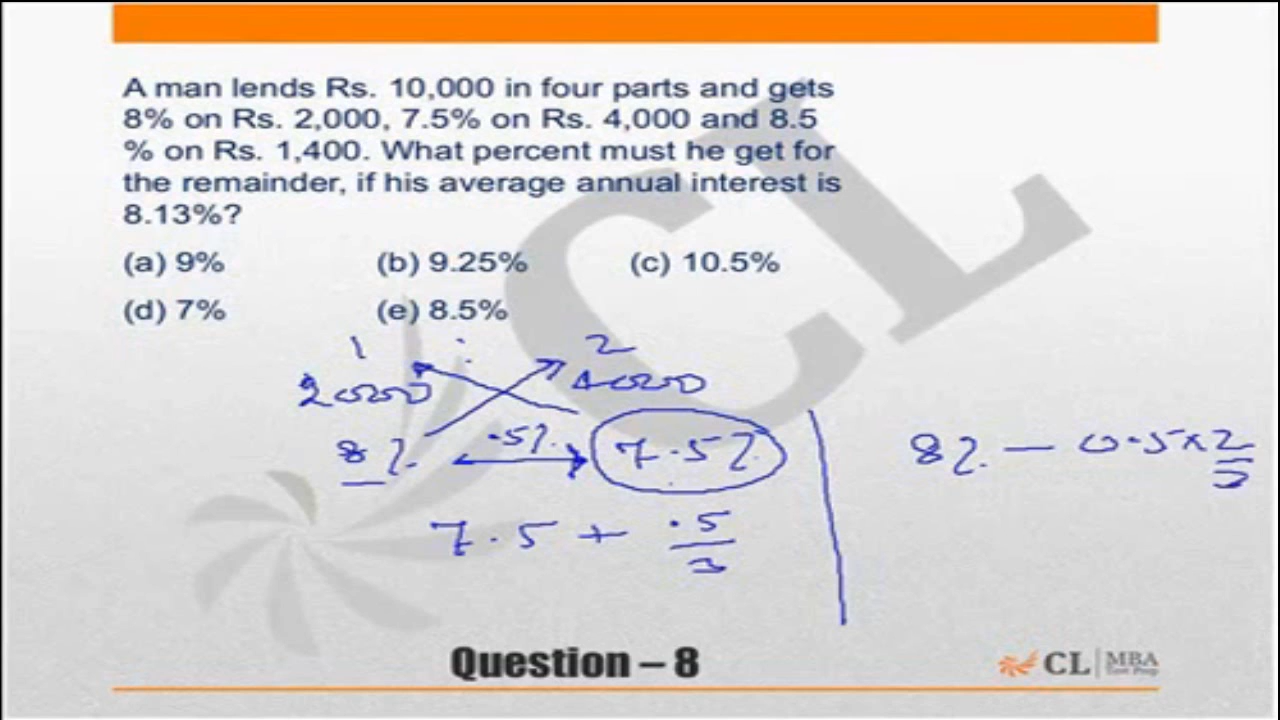 A man lends Rs. 10,000 in four parts and gets
8% on Rs. 2,000, 7.5% on Rs. 4,000 and 8.5
% on Rs. 1,400. What percent must he get for
the remainder, if his average annual interest is
8.13%?
(a) 9% (b) 9.25% (c) 10.5%
(d) 7% (e) 8.5%
1 : 2
2000 4000
8% .5% 7.5% 8% - 0.5 x 2/3
7.5 + .5/3
Question – 8
CL MBA
Test Prep
CL